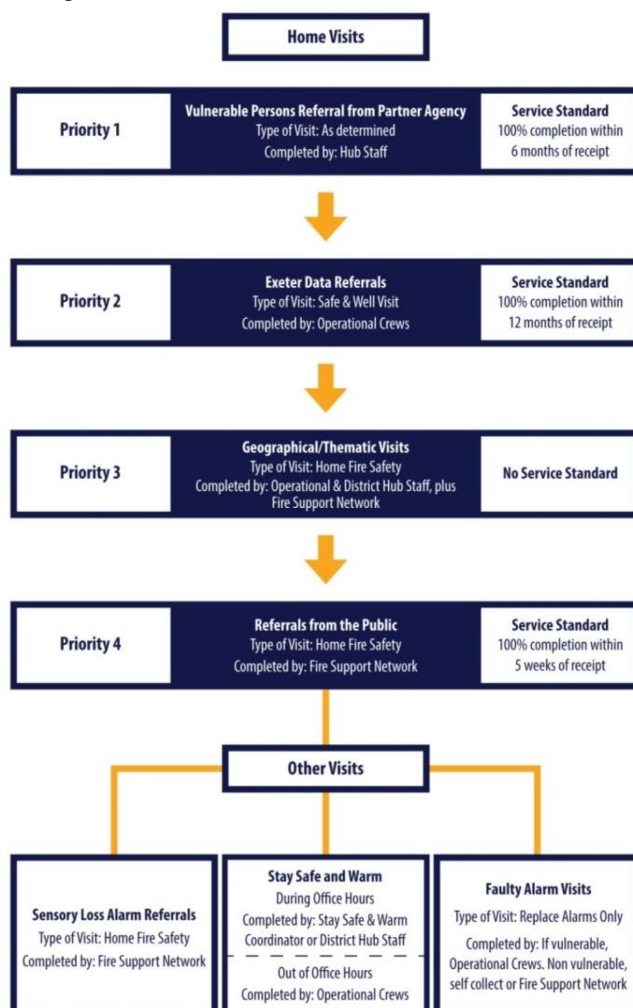 Home Visits
Priority 1
Vulnerable Persons Referral from Partner Agency
Type of Visit: As determined
Completed by: Hub Staff
Service Standard
100% completion within
6 months of receipt
Priority 2
Exeter Data Referrals
Type of Visit: Safe & Well Visit
Completed by: Operational Crews
Service Standard
100% completion within
12 months of receipt
Priority 3
Geographical/Thematic Visits
Type of Visit: Home Fire Safety
Completed by: Operational & District Hub Staff, plus
Fire Support Network
No Service Standard
Priority 4
Referrals from the Public
Type of Visit: Home Fire Safety
Completed by: Fire Support Network
Service Standard
100% completion within
5 weeks of receipt
Other Visits
Sensory Loss Alarm Referrals
Type of Visit: Home Fire Safety
Completed by: Fire Support Network
Stay Safe and Warm
During Office Hours
Completed by: Stay Safe & Warm
Coordinator or District Hub Staff
Out of Office Hours
Completed by: Operational Crews
Faulty Alarm Visits
Type of Visit: Replace Alarms Only
Completed by: If vulnerable,
Operational Crews. Non vulnerable,
self collect or Fire Support Network